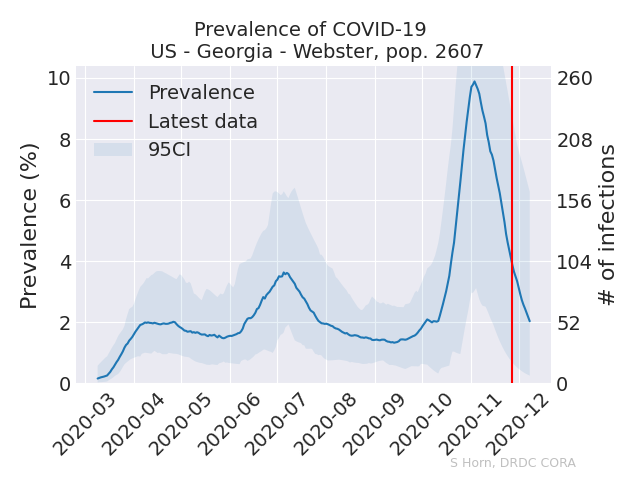 Prevalence of COVID-19
US - Georgia - Webster, pop. 2607
Prevalence
Latest data
95CI
Prevalence (%)
10
8
6
4
2
0
# of infections
260
208
156
104
52
0
2020-03
2020-04
2020-05
2020-06
2020-07
2020-08
2020-09
2020-10
2020-11
2020-12
S Horn, DRDC CORA